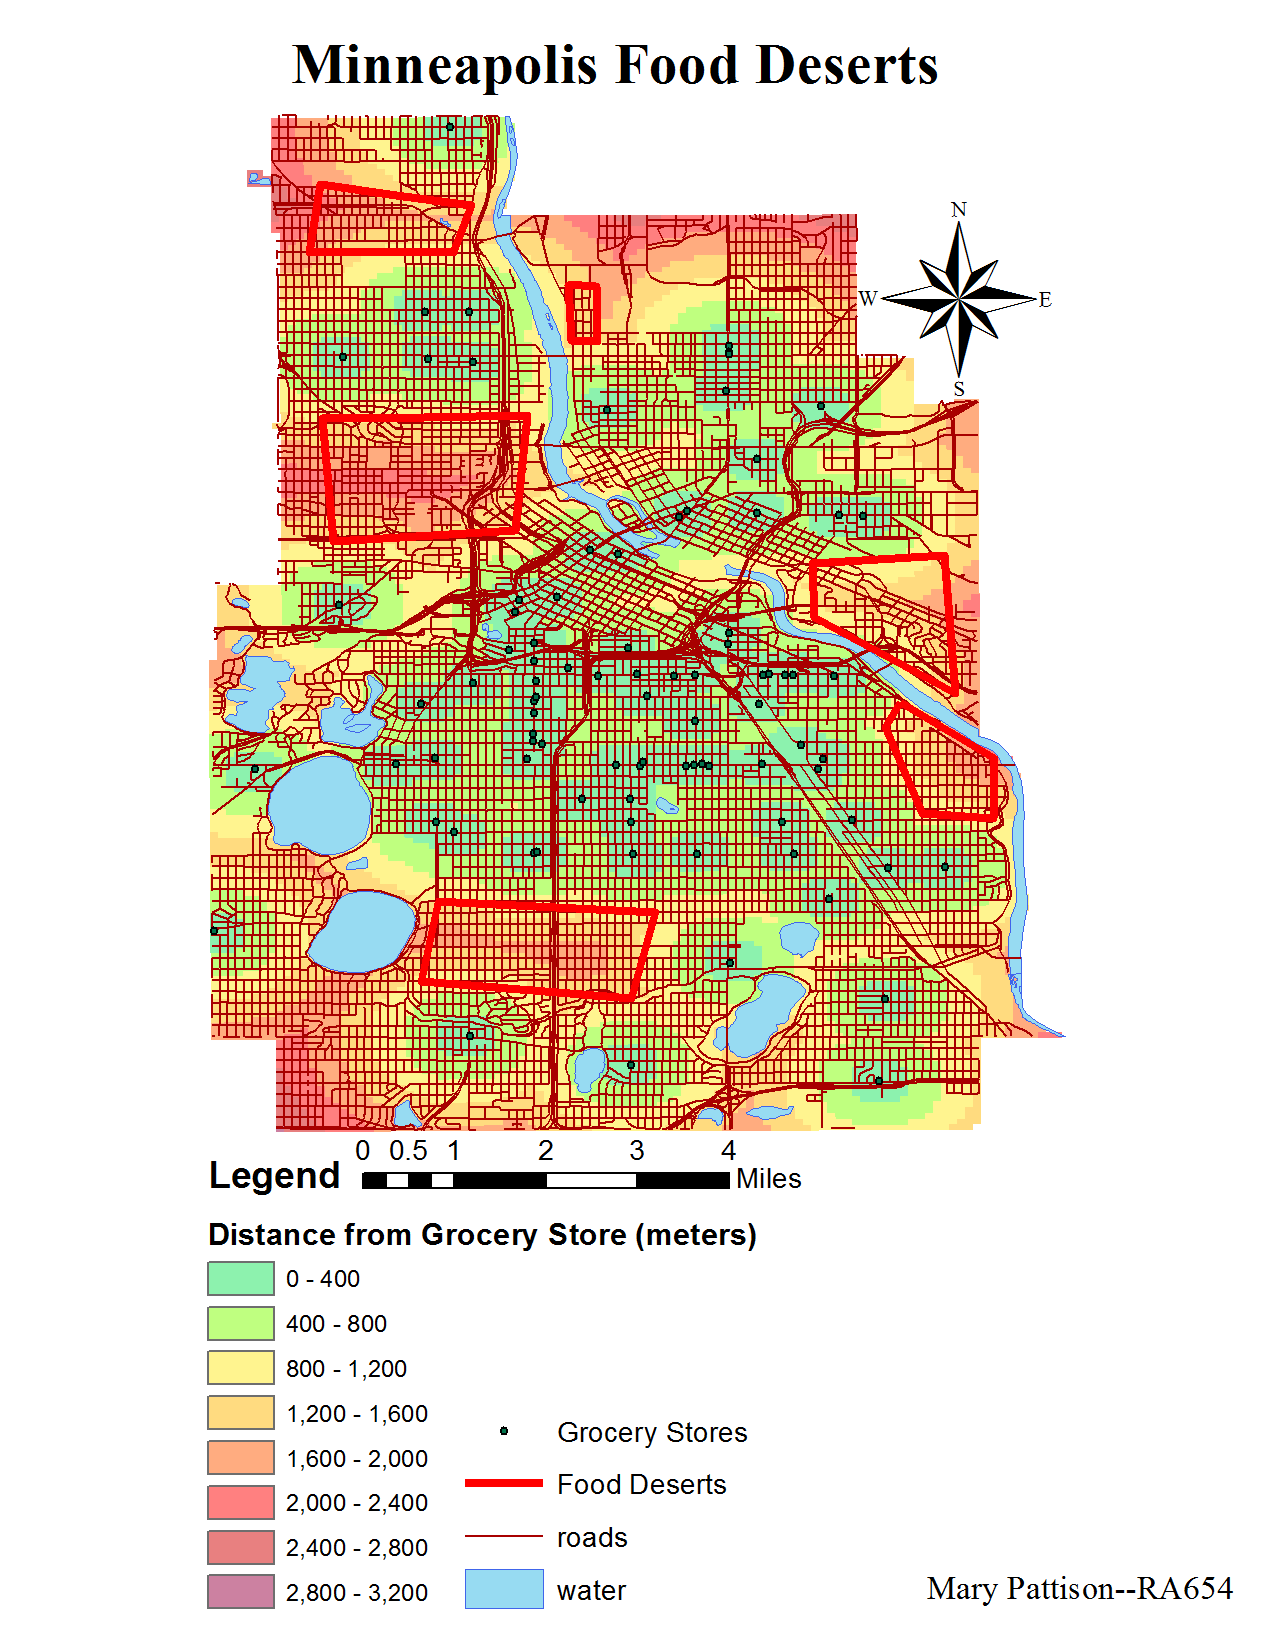 Minneapolis Food Deserts
N
W
E
S
0 0.5 1 2 3 4
Miles
Legend
Distance from Grocery Store (meters)
0 - 400
400 - 800
800 - 1,200
1,200 - 1,600
1,600 - 2,000
2,000 - 2,400
2,400 - 2,800
2,800 - 3,200
Grocery Stores
Food Deserts
roads
water
Mary Pattison--RA654